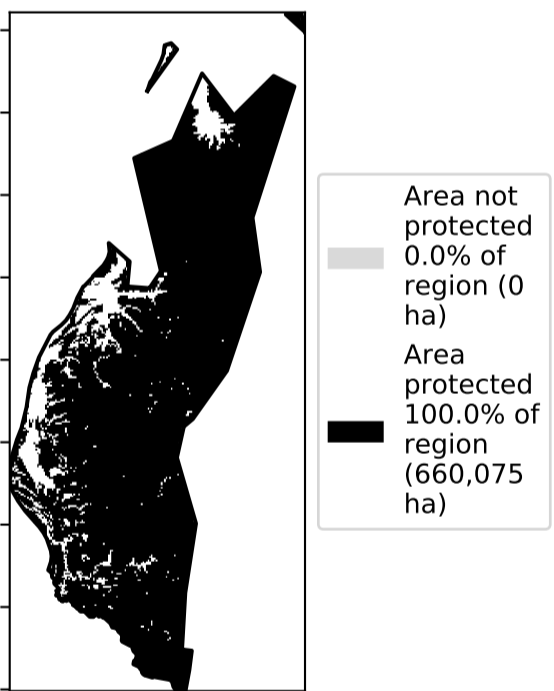 Area not
protected
0.0% of
region (0
ha)
Area
protected
100.0% of
region
(660,075
ha)